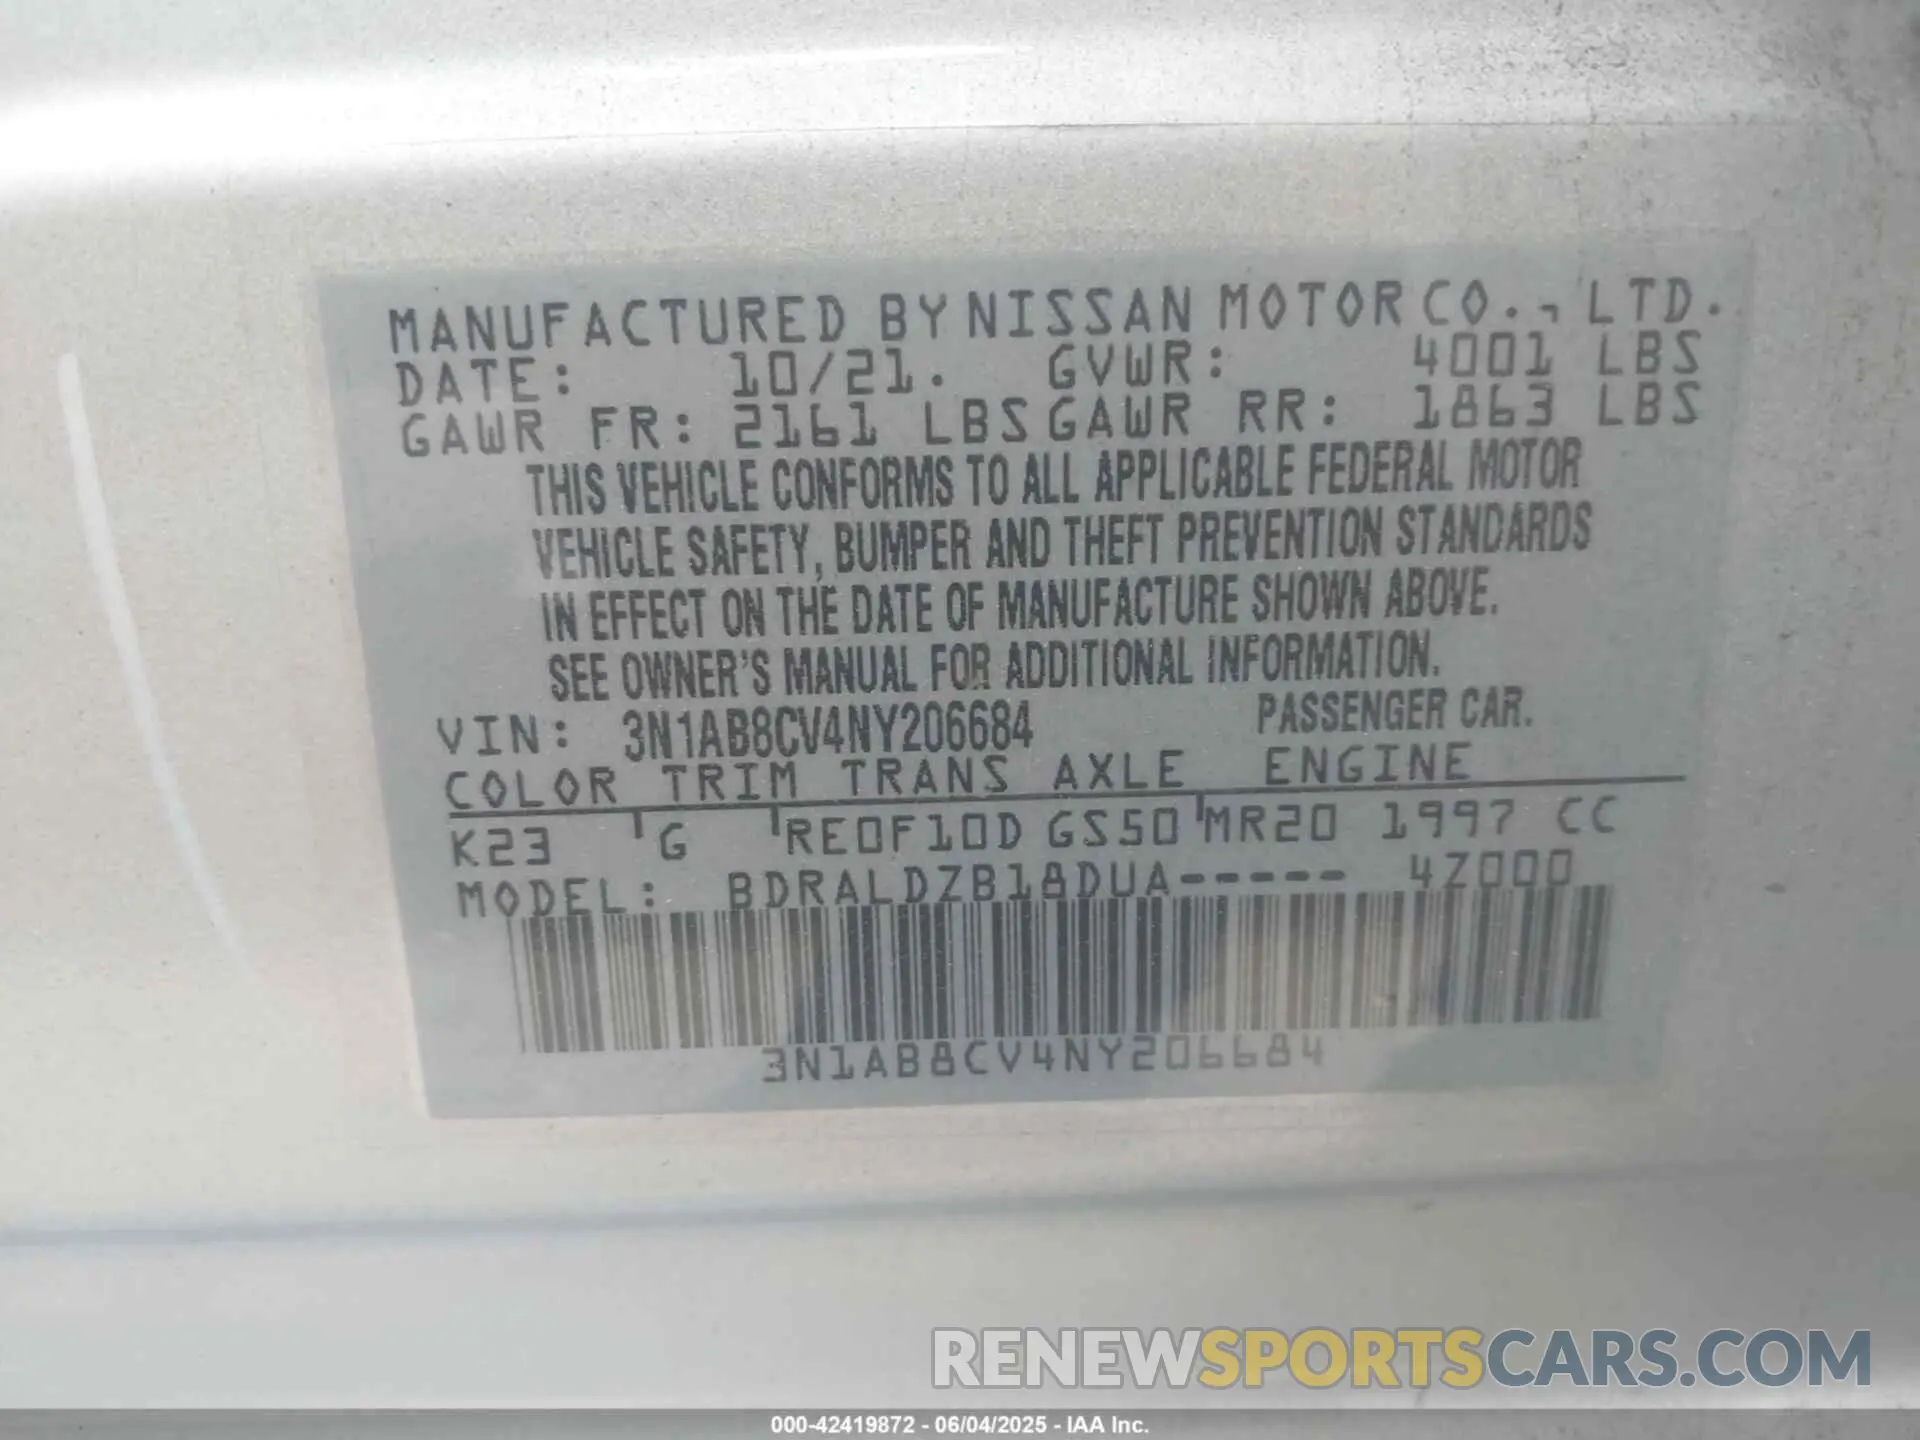 MANUFACTURED BY NISSAN MOTOR CO., LTD.
DATE: 10/21. GVWR: 4001 LBS
GAWR FR: 2161 LBS GAWR RR: 1863 LBS
THIS VEHICLE CONFORMS TO ALL APPLICABLE FEDERAL MOTOR
VEHICLE SAFETY, BUMPER AND THEFT PREVENTION STANDARDS
IN EFFECT ON THE DATE OF MANUFACTURE SHOWN ABOVE.
SEE OWNER'S MANUAL FOR ADDITIONAL INFORMATION.
VIN: 3N1AB8CV4NY206684 PASSENGER CAR.
COLOR TRIM TRANS AXLE ENGINE
K23 G RE0F10D GS50 MR20 1997 CC
MODEL: BDRALDZB18DUA----- 4Z000
3N1AB8CV4NY206684
RENEWSPORTSCARS.COM
000-42419872 - 06/04/2025 - IAA Inc.